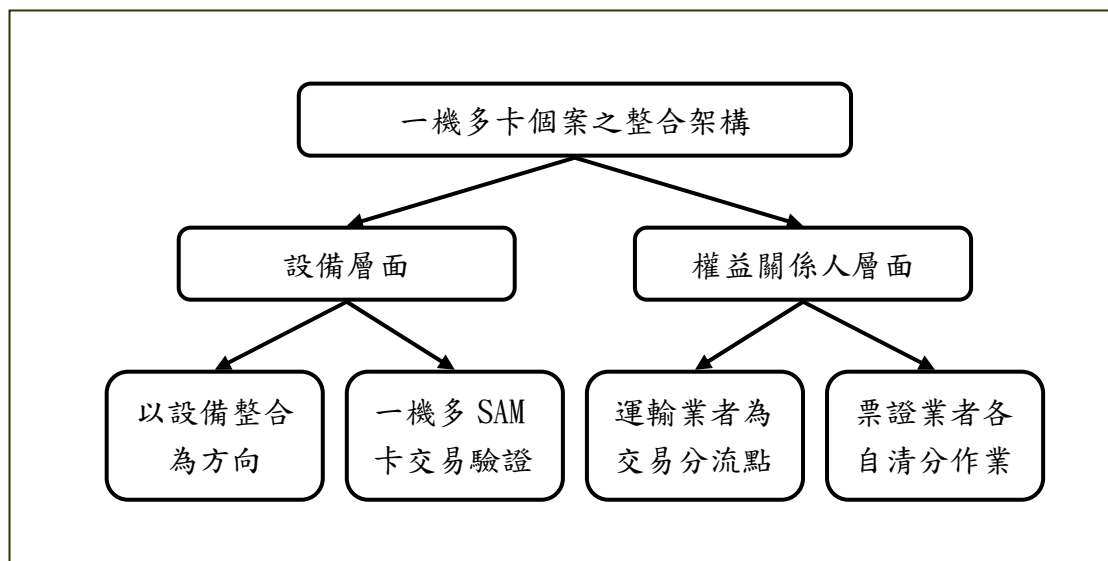 一機多卡個案之整合架構
設備層面
權益關係人層面
以設備整合
為方向
一機多 SAM
卡交易驗證
運輸業者為
交易分流點
票證業者各
自清分作業